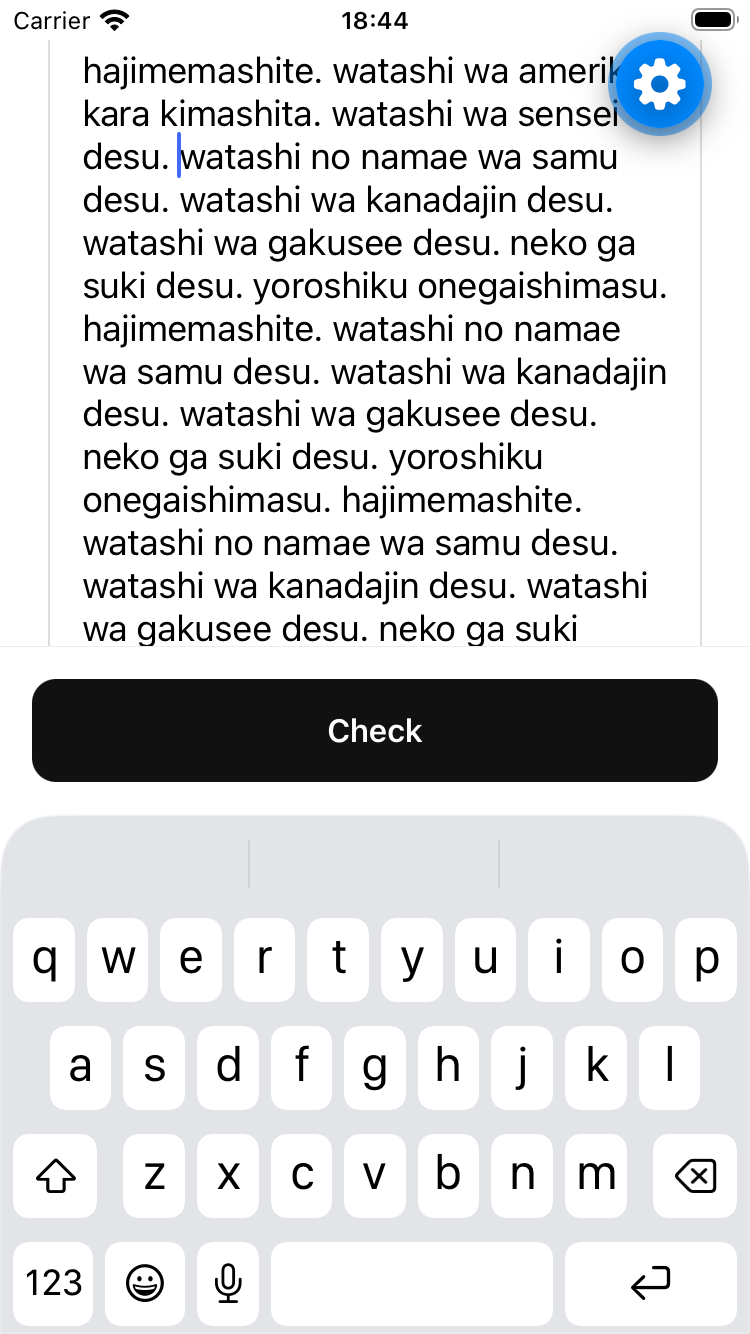 Carrier
18:44
hajimemashite. watashi wa amerik
kara kimashita. watashi wa sensei
desu. watashi no namae wa samu
desu. watashi wa kanadajin desu.
watashi wa gakusee desu. neko ga
suki desu. yoroshiku onegaishimasu.
hajimemashite. watashi no namae
wa samu desu. watashi wa kanadajin
desu. watashi wa gakusee desu.
neko ga suki desu. yoroshiku
onegaishimasu. hajimemashite.
watashi no namae wa samu desu.
watashi wa kanadajin desu. watashi
wa gakusee desu. neko ga suki
Check
q w e r t y u i o p
a s d f g h j k l
z x c v b n m
123